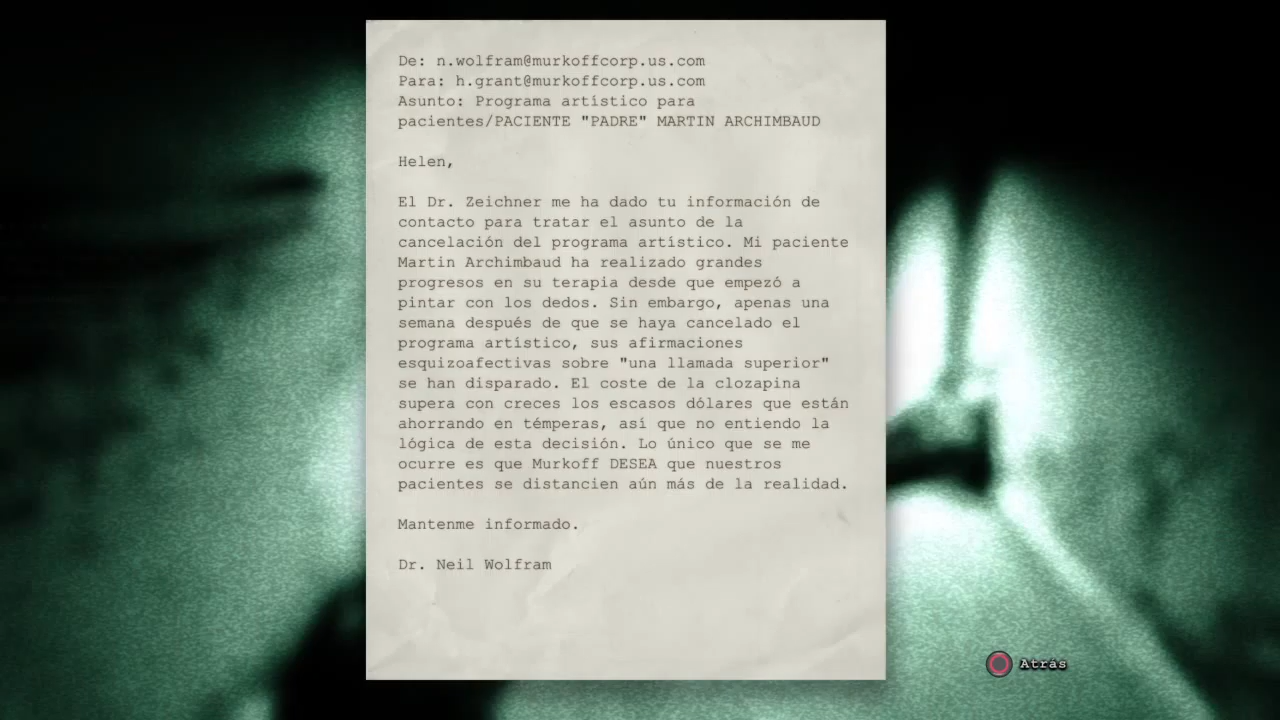 De: n.wolfram@murkoffcorp.us.com
Para: h.grant@murkoffcorp.us.com
Asunto: Programa artístico para
pacientes/PACIENTE "PADRE" MARTIN ARCHIMBAUD
Helen,
El Dr. Zeichner me ha dado tu información de
contacto para tratar el asunto de la
cancelación del programa artístico. Mi paciente
Martin Archimbaud ha realizado grandes
progresos en su terapia desde que empezó a
pintar con los dedos. Sin embargo, apenas una
semana después de que se haya cancelado el
programa artístico, sus afirmaciones
esquizoafectivas sobre "una llamada superior"
se han disparado. El coste de la clozapina
supera con creces los escasos dólares que están
ahorrando en témperas, así que no entiendo la
lógica de esta decisión. Lo único que se me
ocurre es que Murkoff DESEA que nuestros
pacientes se distancien aún más de la realidad.
Mantenme informado.
Dr. Neil Wolfram
Atrás